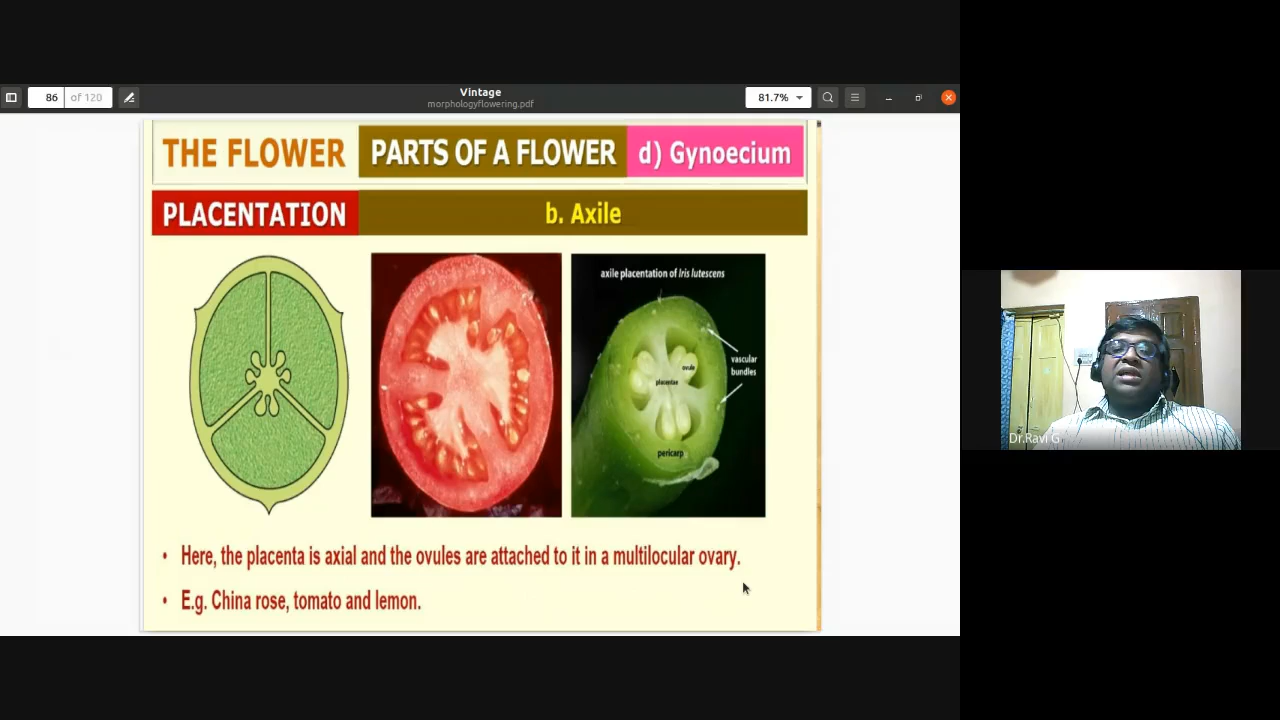 86 of 120
Vintage
morphologyflowering.pdf
81.7%
THE FLOWER PARTS OF A FLOWER d) Gynoecium
PLACENTATION b. Axile
axile placentation of Iris lutescens
ovule
placentae
vascular
bundles
pericarp
• Here, the placenta is axial and the ovules are attached to it in a multilocular ovary.
• E.g. China rose, tomato and lemon.
Dr.Ravi G